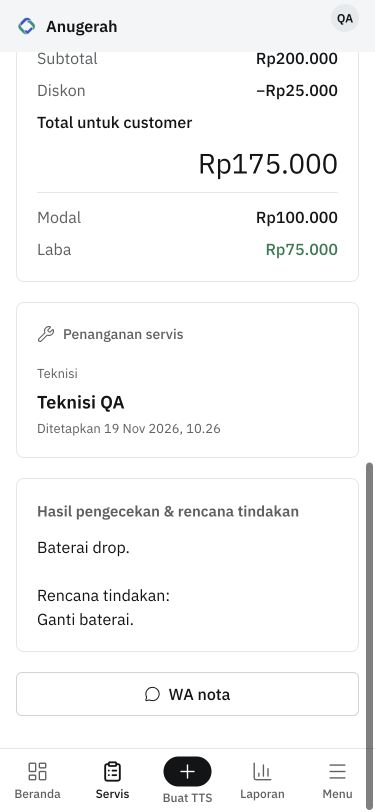 Anugerah
QA
Subtotal Rp200.000
Diskon −Rp25.000
Total untuk customer
Rp175.000
Modal Rp100.000
Laba Rp75.000
Penanganan servis
Teknisi
Teknisi QA
Ditetapkan 19 Nov 2026, 10.26
Hasil pengecekan & rencana tindakan
Baterai drop.
Rencana tindakan:
Ganti baterai.
WA nota
Beranda
Servis
Buat TTS
Laporan
Menu